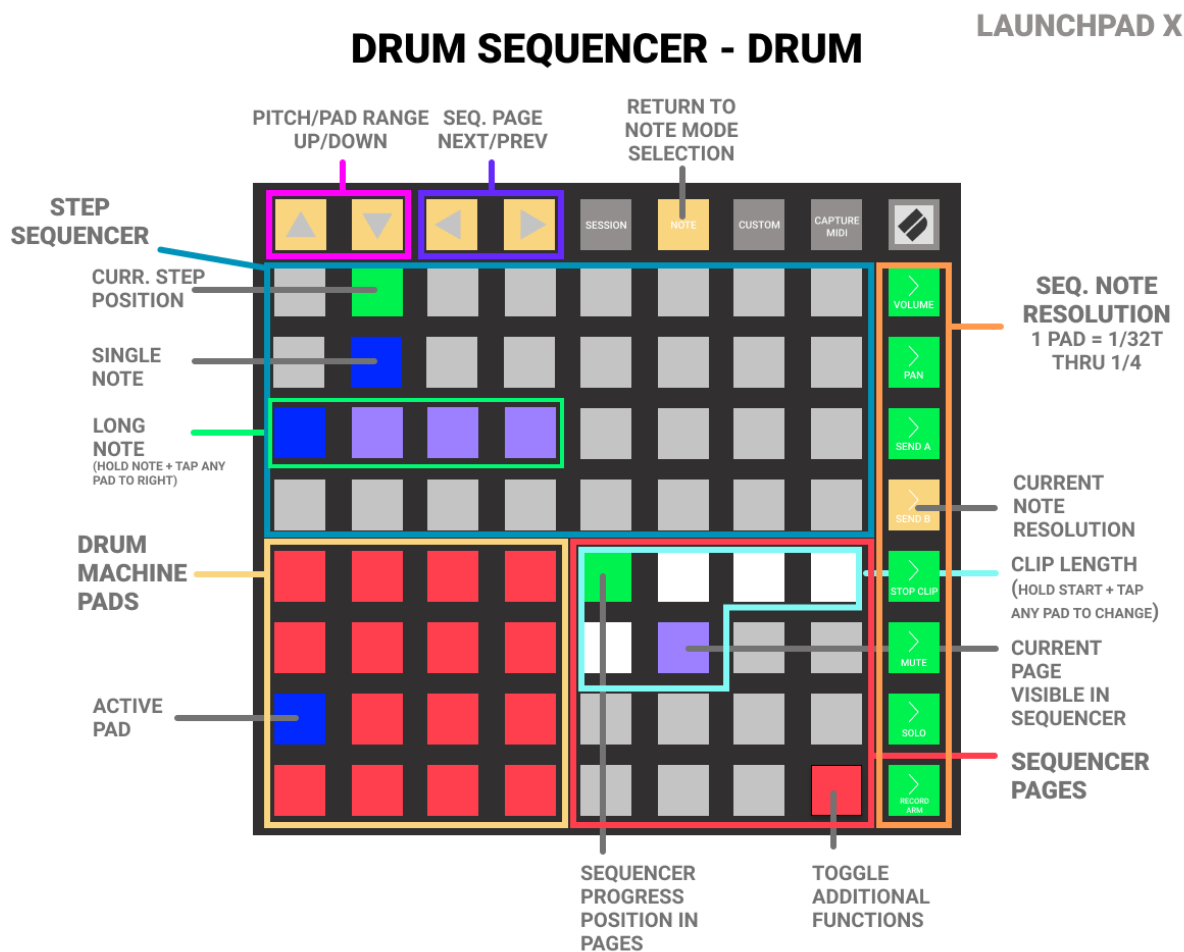 LAUNCHPAD X
DRUM SEQUENCER - DRUM
PITCH/PAD RANGE
UP/DOWN
SEQ. PAGE
NEXT/PREV
RETURN TO
NOTE MODE
SELECTION
STEP
SEQUENCER
SESSION
NOTE
CUSTOM
CAPTURE
MIDI
CURR. STEP
POSITION
SINGLE
NOTE
LONG
NOTE
(HOLD NOTE + TAP ANY
PAD TO RIGHT)
DRUM
MACHINE
PADS
ACTIVE
PAD
VOLUME
PAN
SEND A
SEND B
STOP CLIP
MUTE
SOLO
RECORD
ARM
SEQ. NOTE
RESOLUTION
1 PAD = 1/32T
THRU 1/4
CURRENT
NOTE
RESOLUTION
CLIP LENGTH
(HOLD START + TAP
ANY PAD TO CHANGE)
CURRENT
PAGE
VISIBLE IN
SEQUENCER
SEQUENCER
PAGES
SEQUENCER
PROGRESS
POSITION IN
PAGES
TOGGLE
ADDITIONAL
FUNCTIONS